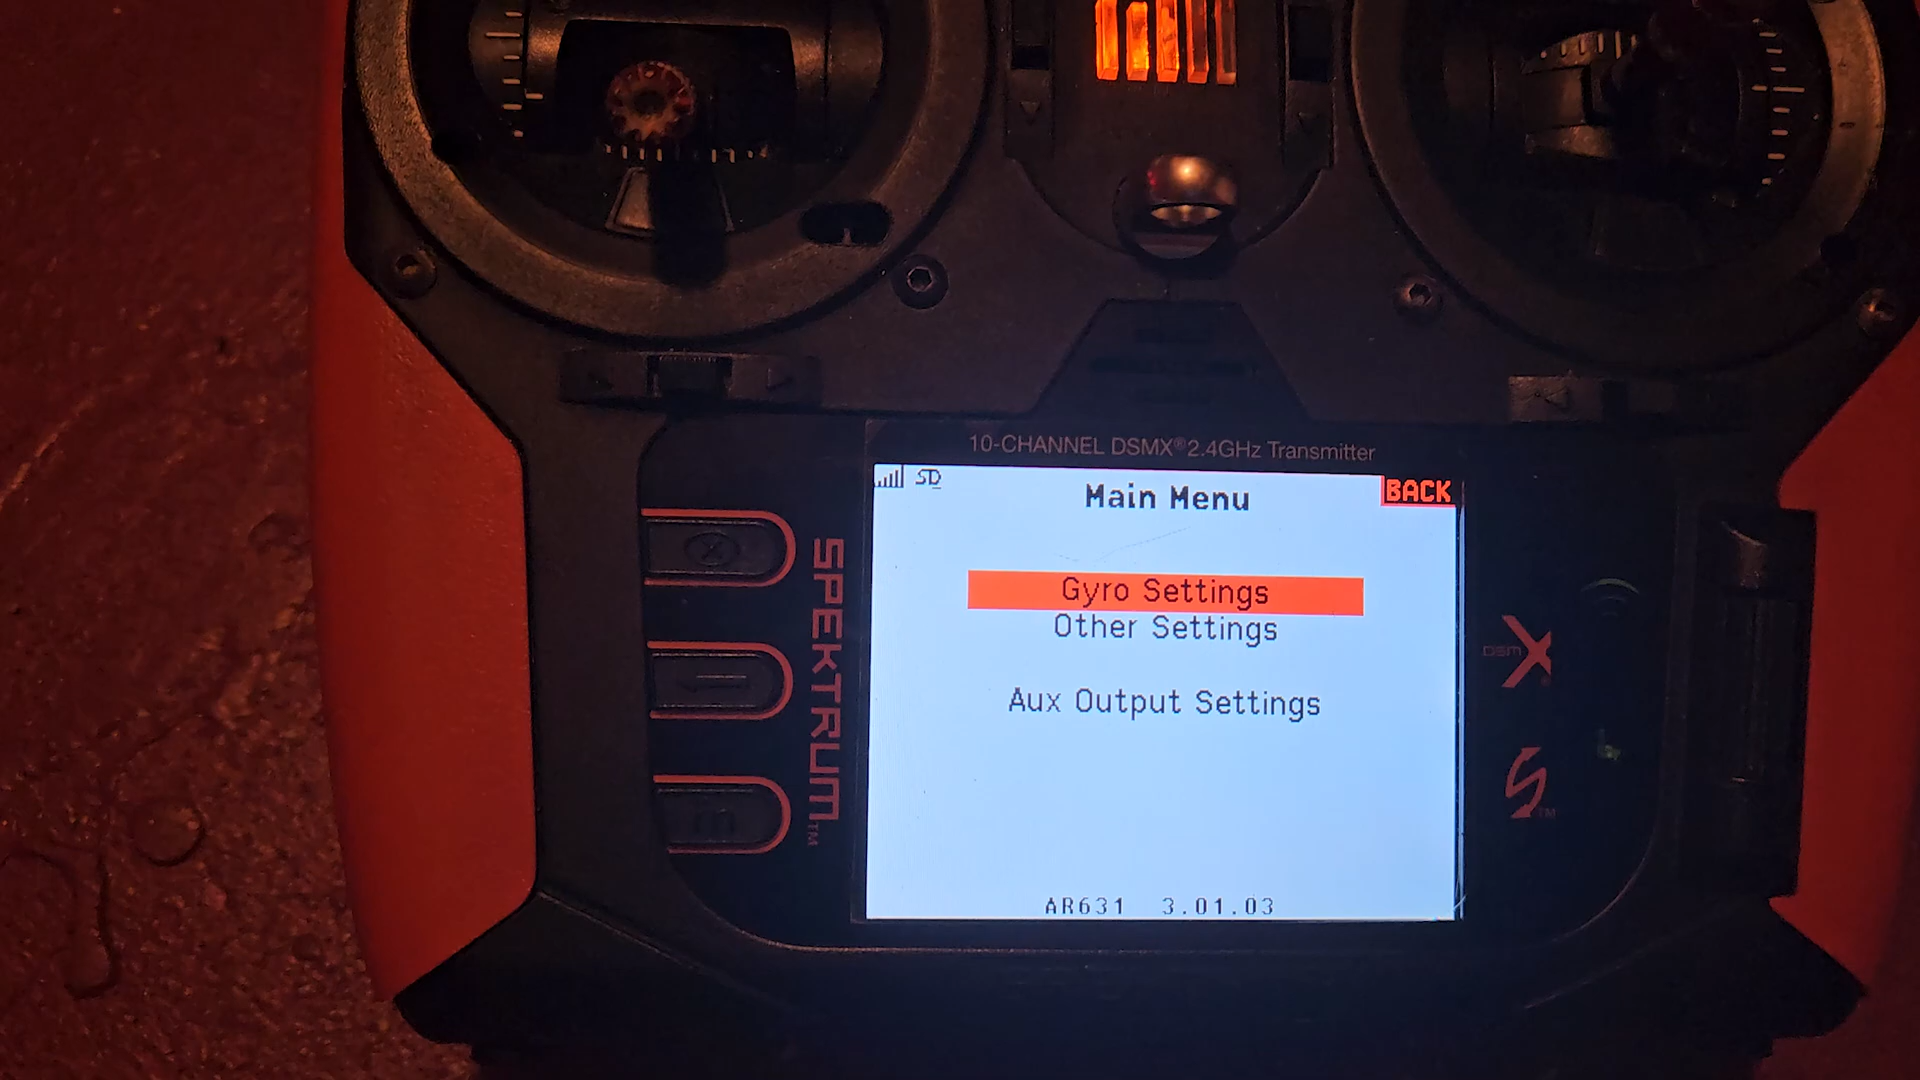 10-CHANNEL DSMX® 2.4GHz Transmitter
SD
Main Menu
BACK
Gyro Settings
Other Settings
Aux Output Settings
AR631 3.01.03
SPEKTRUM™
DSMX